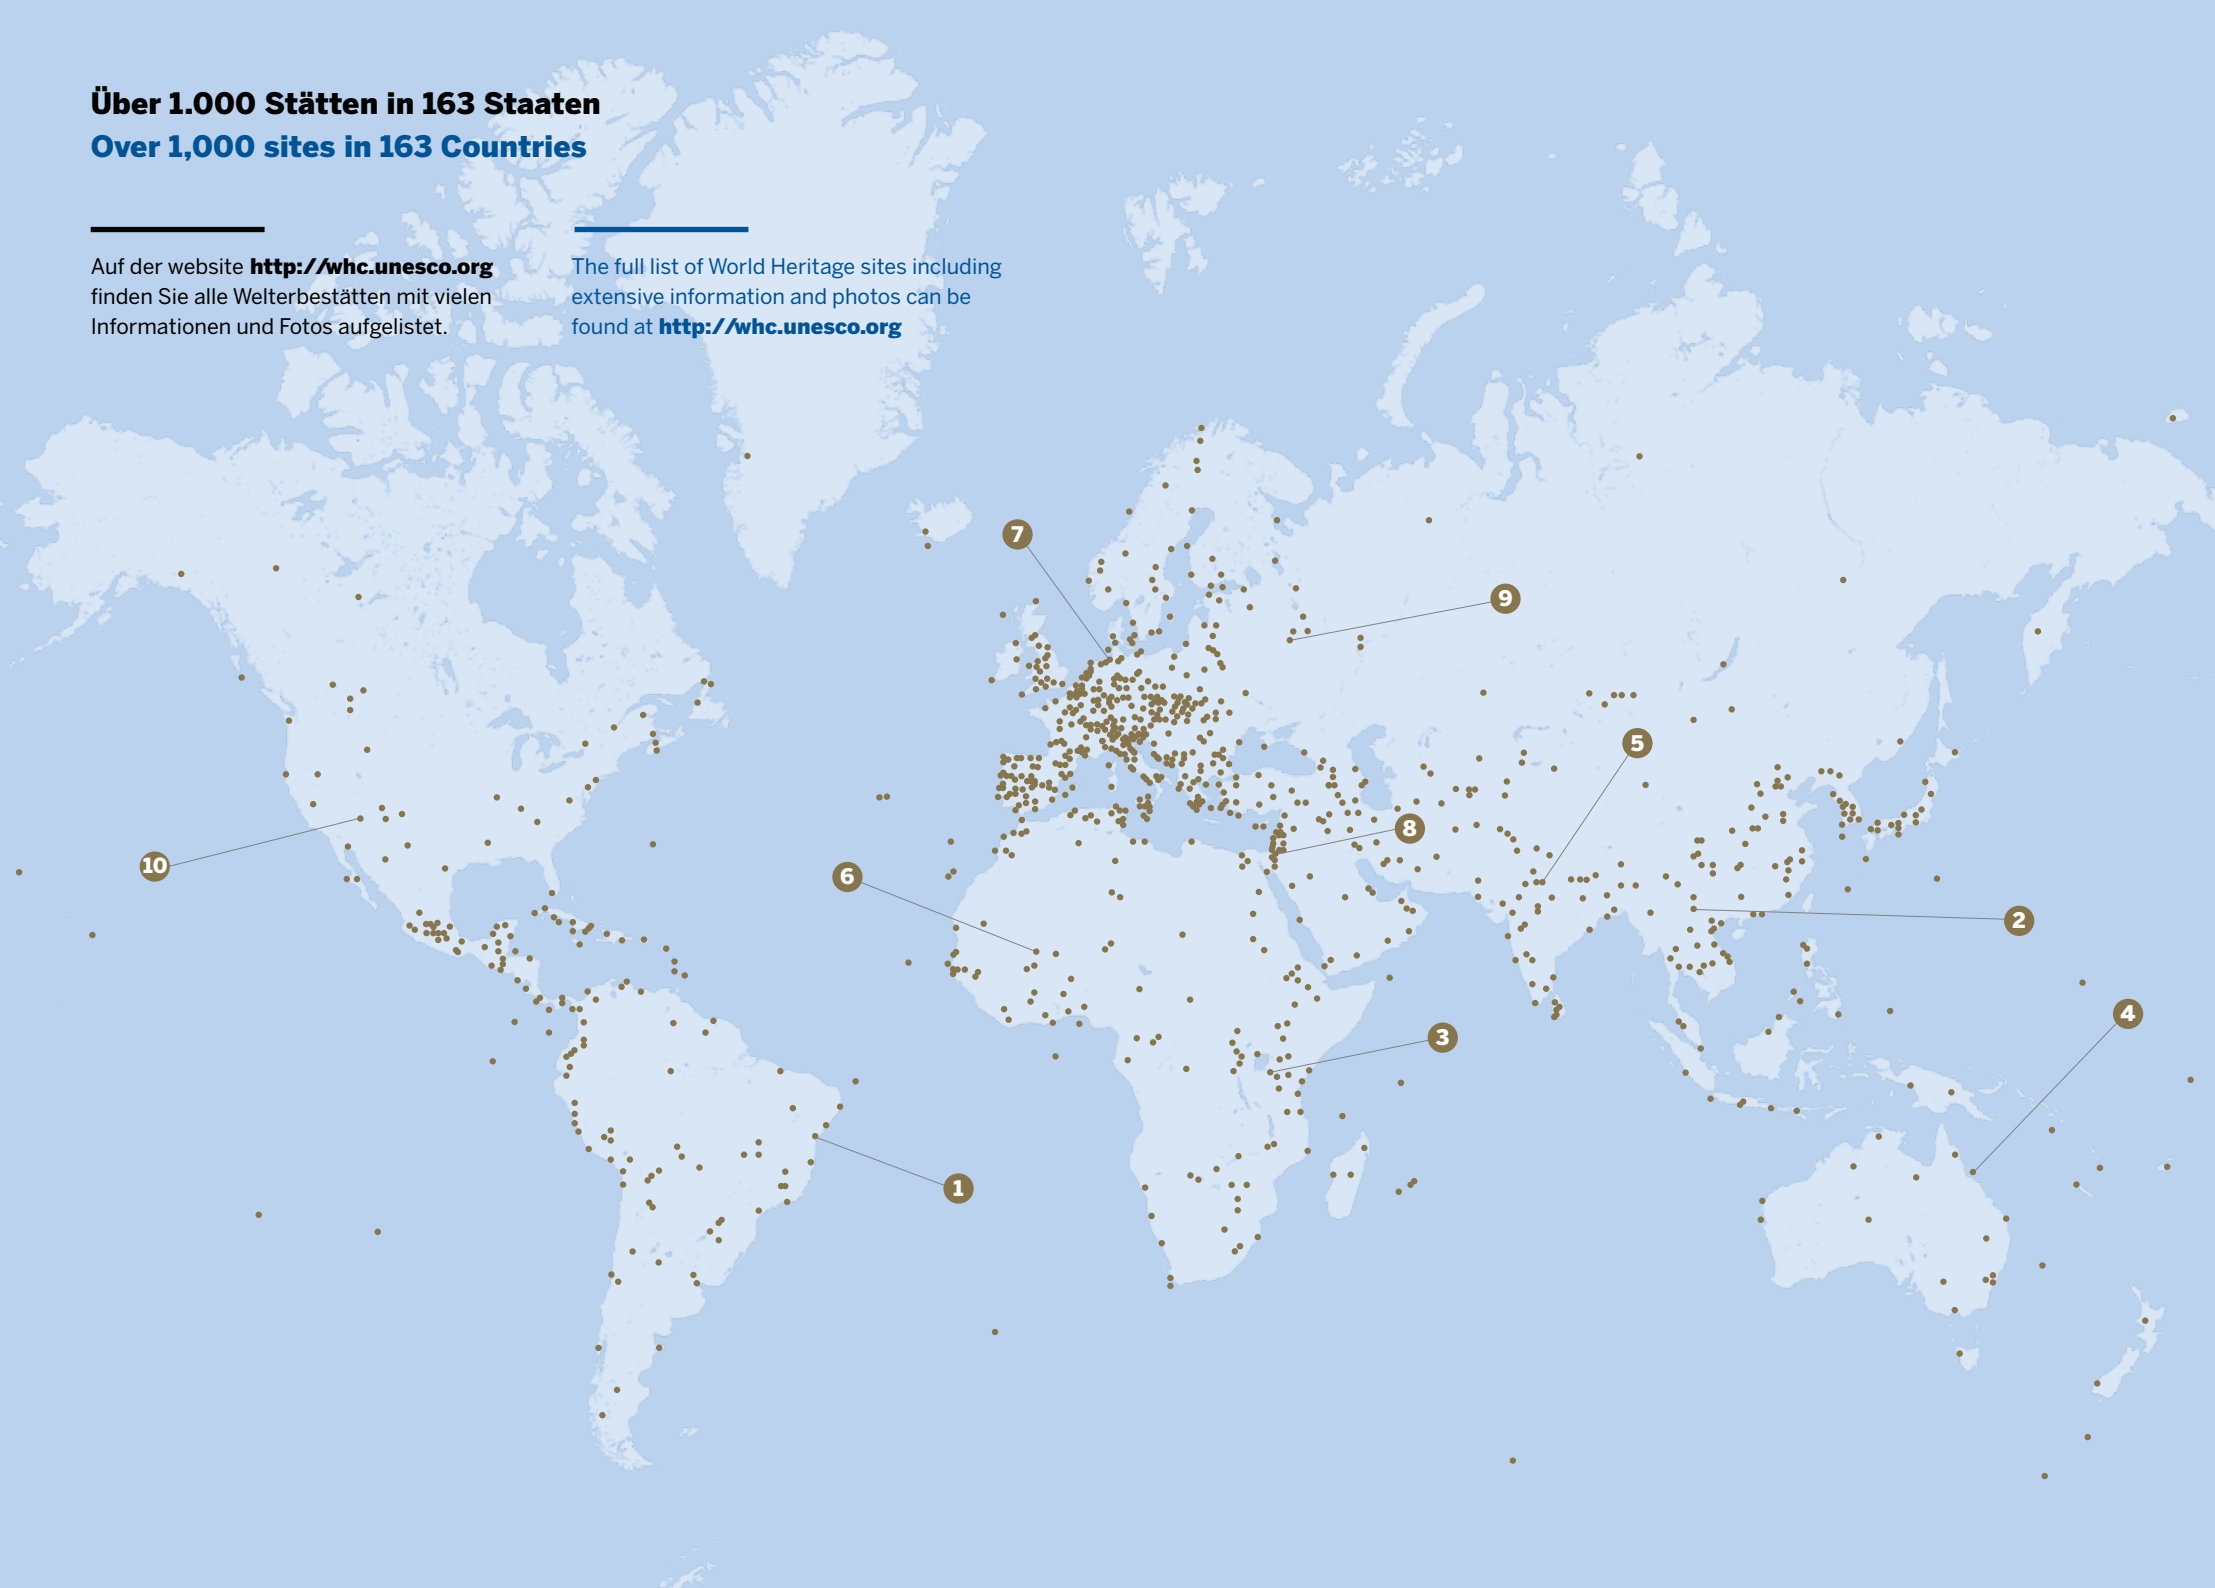 Über 1.000 Stätten in 163 Staaten
Over 1,000 sites in 163 Countries
Auf der website http://whc.unesco.org
finden Sie alle Welterbestätten mit vielen
Informationen und Fotos aufgelistet.
The full list of World Heritage sites including
extensive information and photos can be
found at http://whc.unesco.org
7
9
5
8
10
6
2
4
3
1